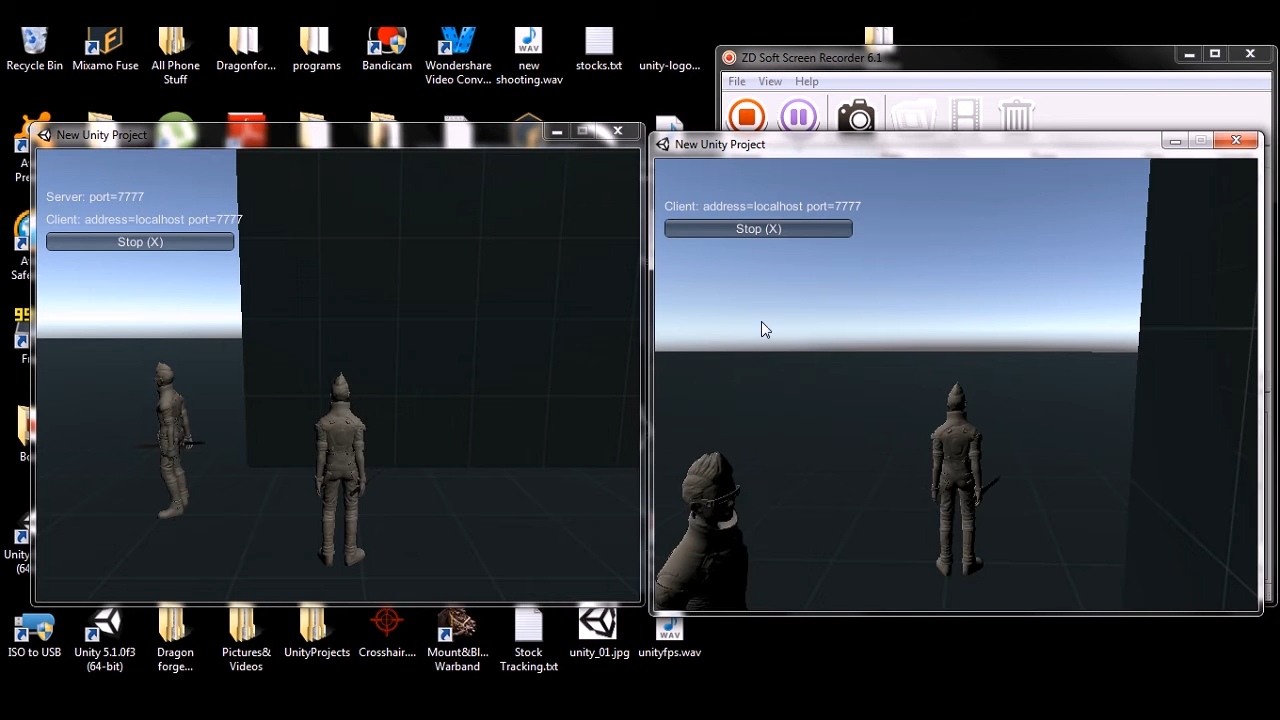 Recycle Bin
Mixamo Fuse
All Phone
Stuff
Dragonfor...
programs
Bandicam
Wondershare
Video Conv...
new
shooting.wav
stocks.txt
unity-logo...
ZD Soft Screen Recorder 6.1
File View Help
New Unity Project
Server: port=7777
Client: address=localhost port=7777
Stop (X)
New Unity Project
Client: address=localhost port=7777
Stop (X)
ISO to USB
Unity 5.1.0f3
(64-bit)
Dragon
forge...
Pictures&
Videos
UnityProjects
Crosshair....
Mount&Bl...
Warband
Stock
Tracking.txt
unity_01.jpg
unityfps.wav